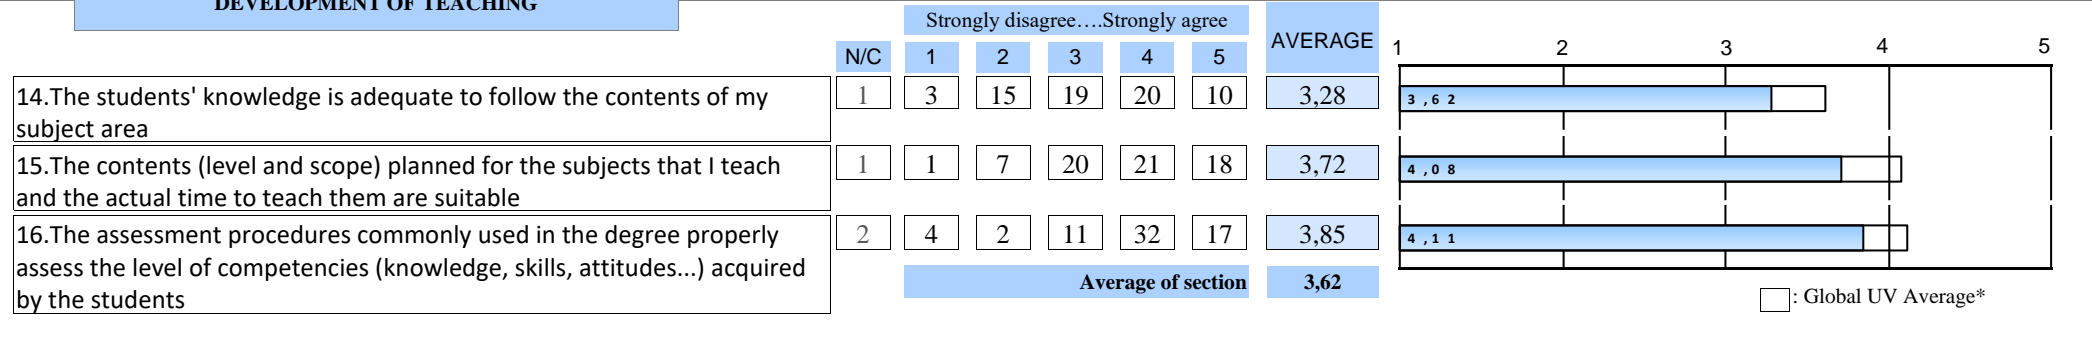 DEVELOPMENT OF TEACHING
Strongly disagree....Strongly agree
AVERAGE
N/C 1 2 3 4 5
1 2 3 4 5
14.The students' knowledge is adequate to follow the contents of my
subject area
1 3 15 19 20 10 3,28
3,62
15.The contents (level and scope) planned for the subjects that I teach
and the actual time to teach them are suitable
1 1 7 20 21 18 3,72
4,08
16.The assessment procedures commonly used in the degree properly
assess the level of competencies (knowledge, skills, attitudes...) acquired
by the students
2 4 2 11 32 17 3,85
4,11
Average of section 3,62
: Global UV Average*